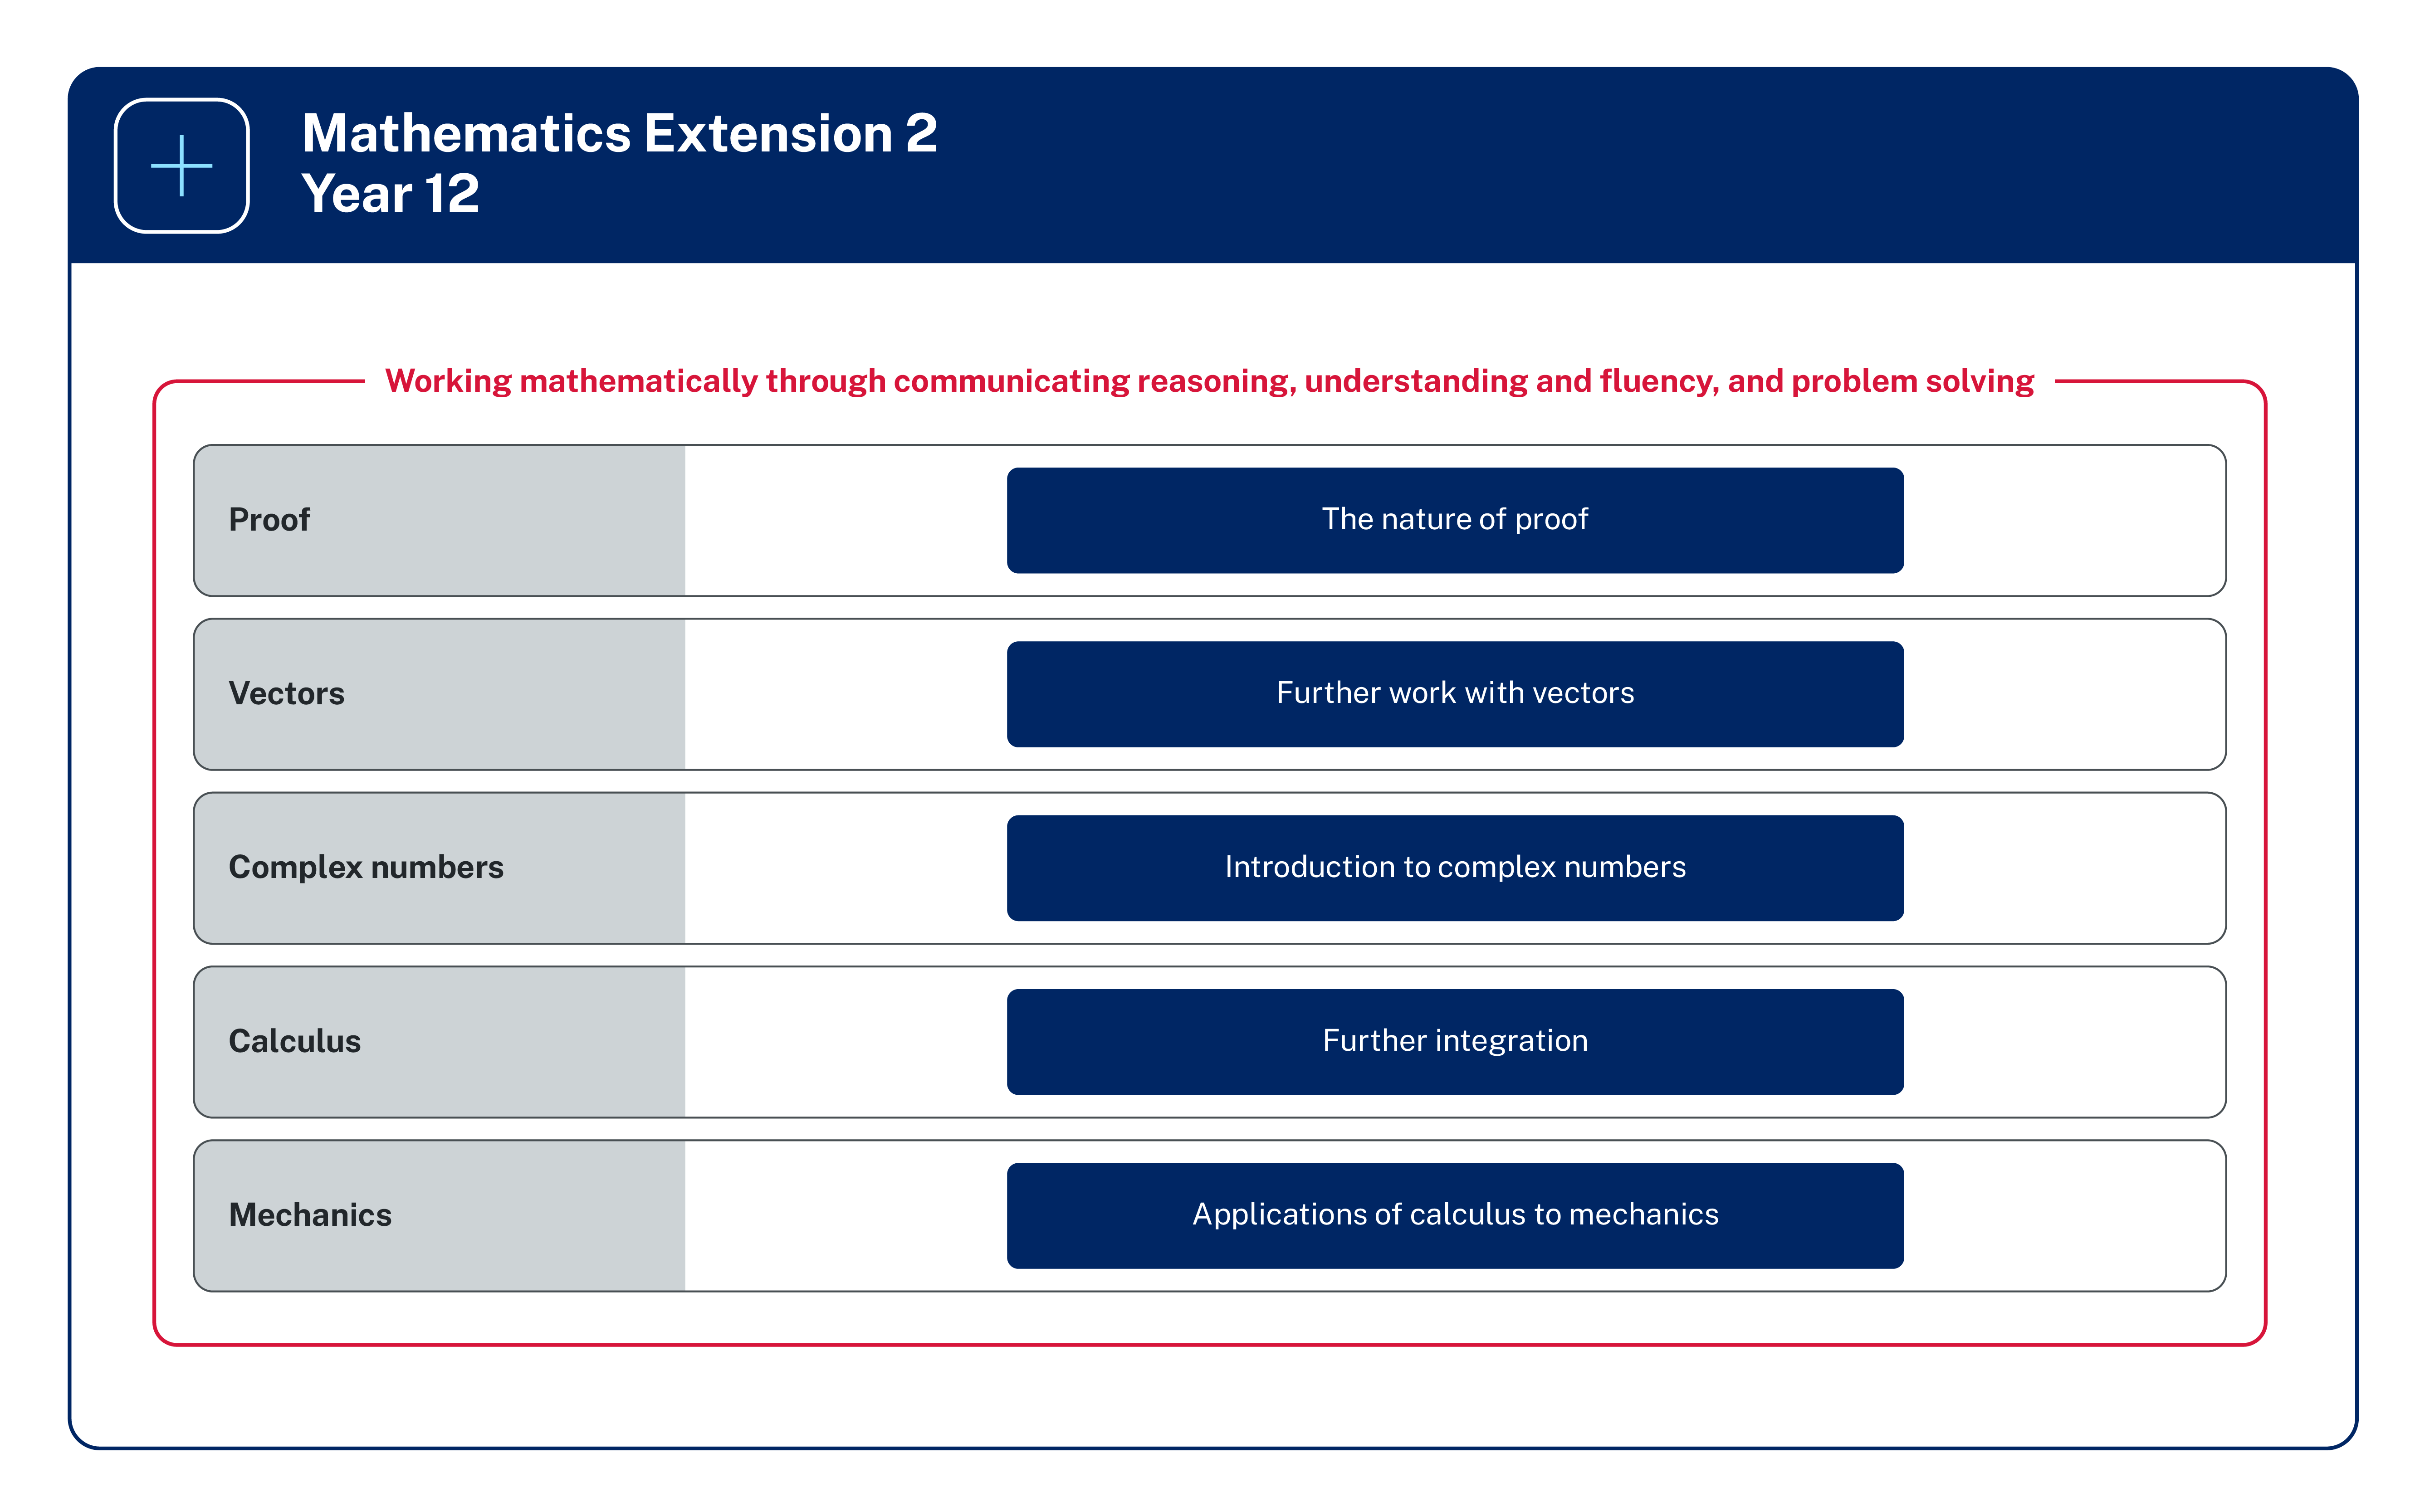 Mathematics Extension 2
Year 12
Working mathematically through communicating reasoning, understanding and fluency, and problem solving
Proof
The nature of proof
Vectors
Further work with vectors
Complex numbers
Introduction to complex numbers
Calculus
Further integration
Mechanics
Applications of calculus to mechanics